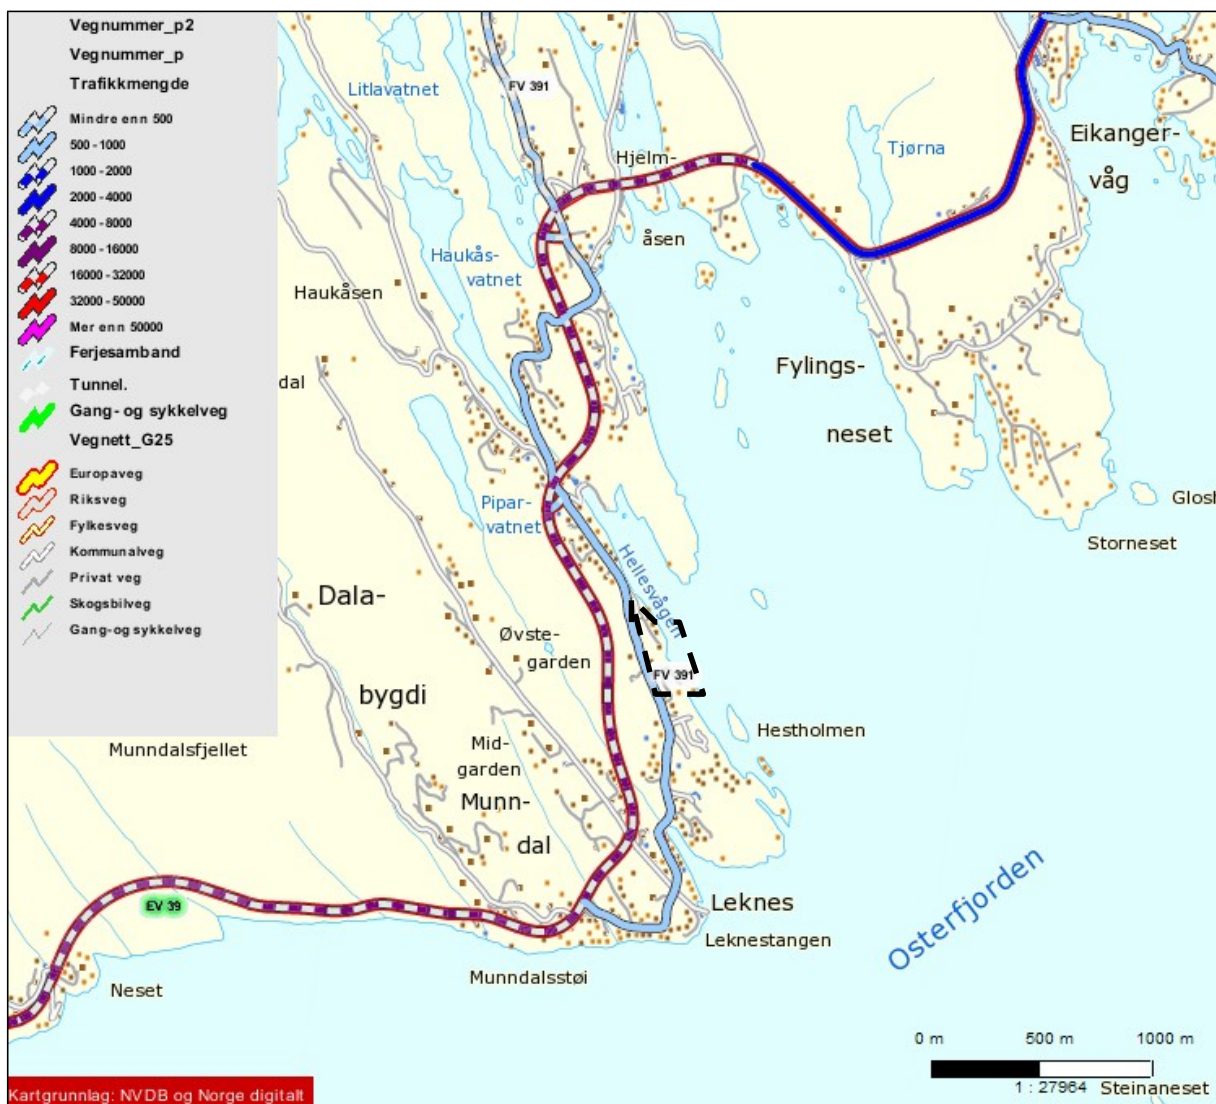 Vegnummer_p2
Vegnummer_p
Trafikkmengde
Mindre enn 500
500 - 1000
1000 - 2000
2000 - 4000
4000 - 8000
8000 - 16000
16000 - 32000
32000 - 50000
Mer enn 50000
Ferjesamband
Tunnel.
Gang- og sykkelveg
Vegnett_G25
Europaveg
Riksveg
Fylkesveg
Kommunalveg
Privat veg
Skogsbilveg
Gang-og sykkelveg
FV 391
Litlavatnet
Hjelm-
åsen
Tjørna
Eikanger-
våg
Haukås-
vatnet
Haukåsen
dal
Fylings-
neset
Pipar-
vatnet
Glosh
Storneset
Hellesvågen
Dala-
bygdi
Øvste-
garden
FV 391
Hestholmen
Munndalsfjellet
Mid-
garden
Munn-
dal
EV 39
Leknes
Leknestangen
Osterfjorden
Munndalsstøi
Neset
0 m 500 m 1000 m
1 : 27964
Steinaneset
Kartgrunnlag: NVDB og Norge digitalt